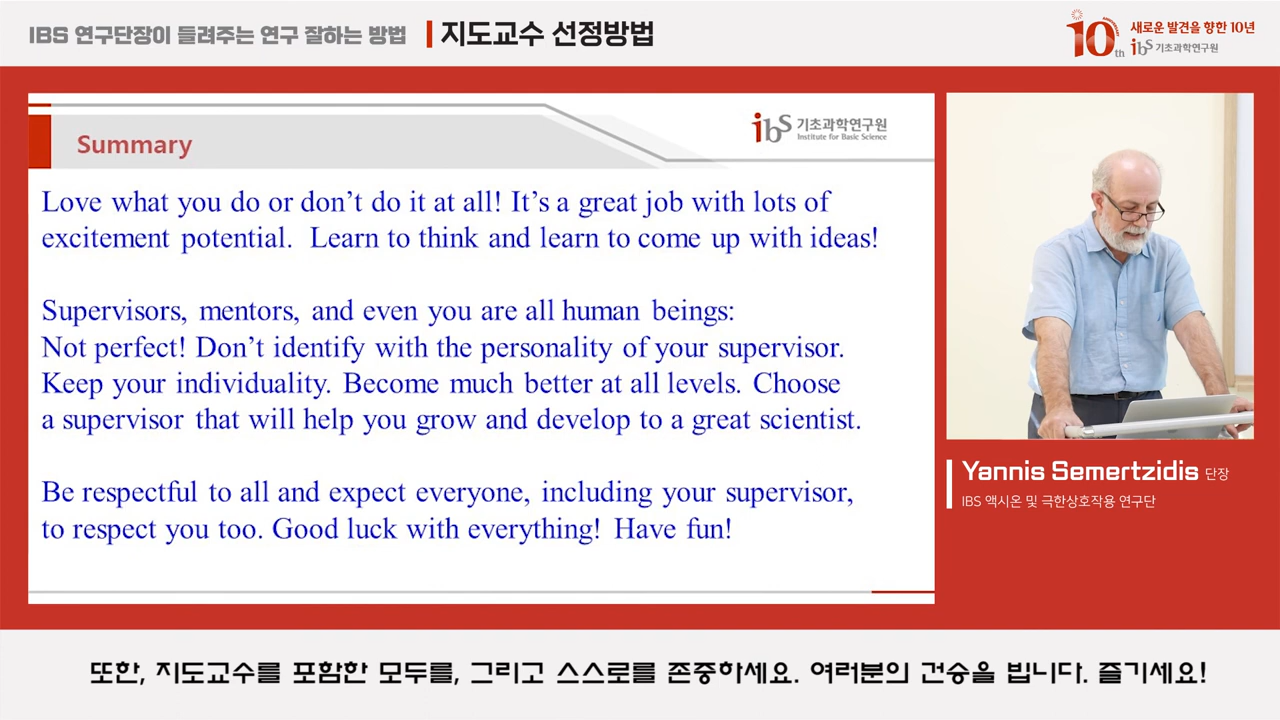 IBS 연구단장이 들려주는 연구 잘하는 방법 지도교수 선정방법
10th 새로운 발견을 향한 10년
ibS 기초과학연구원
ibS 기초과학연구원
Institute for Basic Science
Summary
Love what you do or don't do it at all! It's a great job with lots of
excitement potential. Learn to think and learn to come up with ideas!
Supervisors, mentors, and even you are all human beings:
Not perfect! Don't identify with the personality of your supervisor.
Keep your individuality. Become much better at all levels. Choose
a supervisor that will help you grow and develop to a great scientist.
Be respectful to all and expect everyone, including your supervisor,
to respect you too. Good luck with everything! Have fun!
Yannis Semertzidis 단장
IBS 액시온 및 극한상호작용 연구단
또한, 지도교수를 포함한 모두를, 그리고 스스로를 존중하세요. 여러분의 건승을 빕니다. 즐기세요!